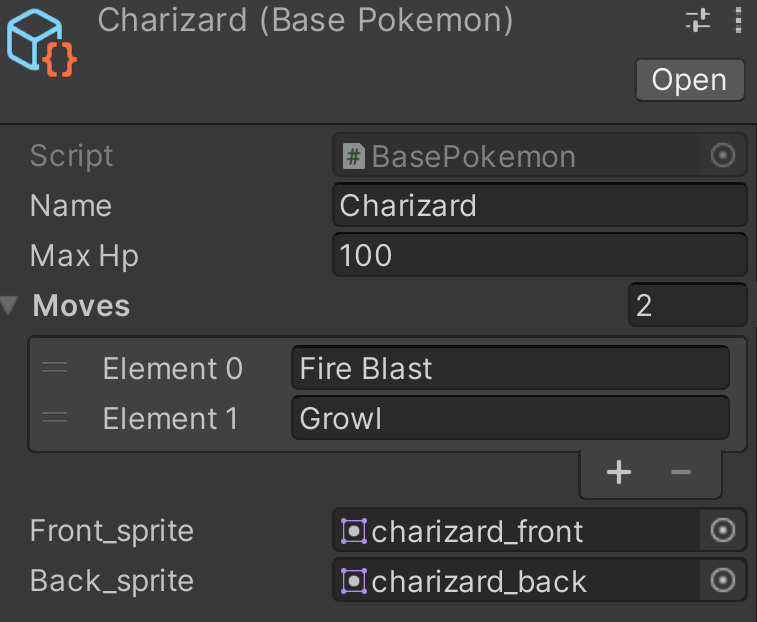 Charizard (Base Pokemon)
Open
Script # BasePokemon
Name Charizard
Max Hp 100
Moves 2
Element 0 Fire Blast
Element 1 Growl
+ −
Front_sprite charizard_front
Back_sprite charizard_back